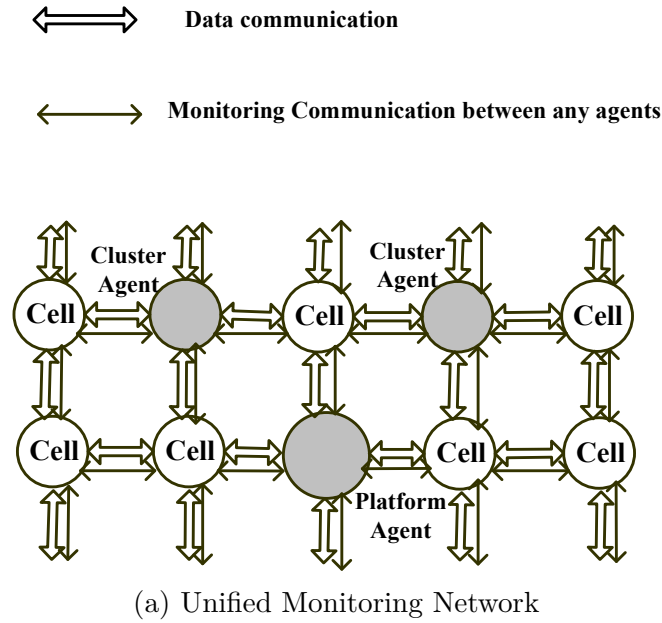 Data communication
Monitoring Communication between any agents
Cluster
Agent
Cluster
Agent
Cell
Cell
Cell
Cell
Cell
Cell
Cell
Platform
Agent
(a) Unified Monitoring Network